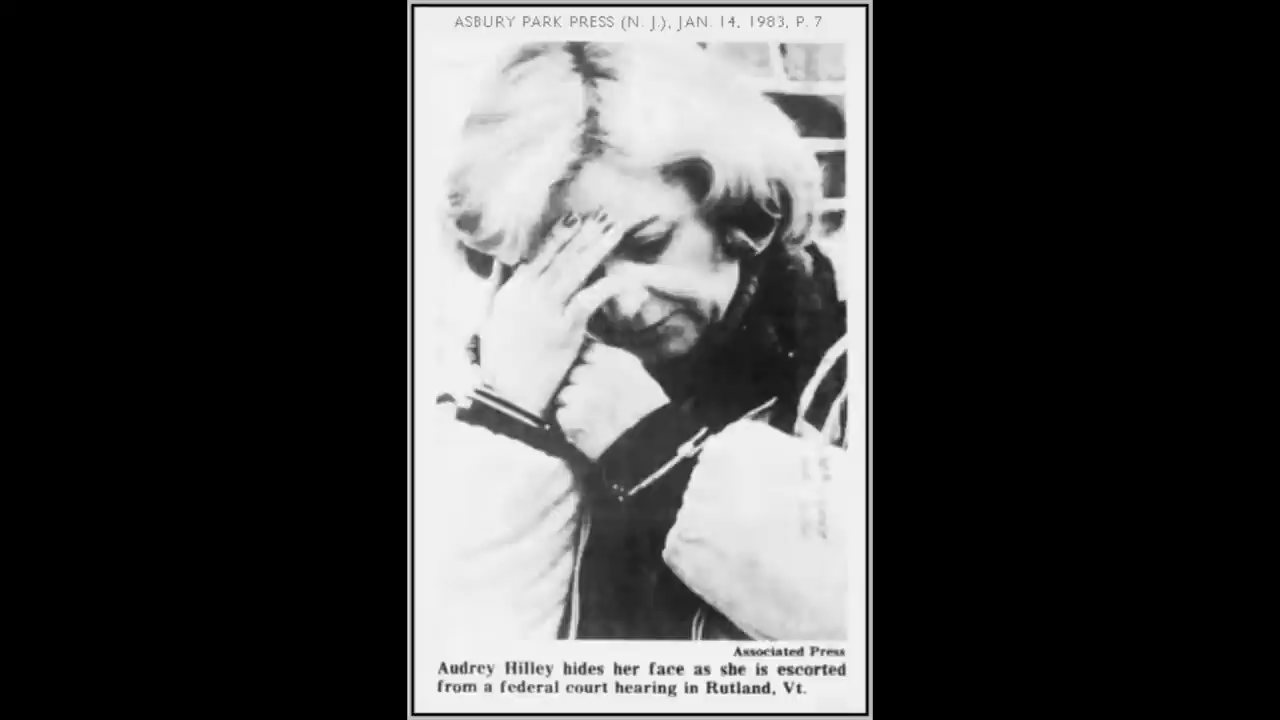 ASBURY PARK PRESS (N. J.), JAN. 14, 1983, P. 7
Associated Press
Audrey Hilley hides her face as she is escorted
from a federal court hearing in Rutland, Vt.